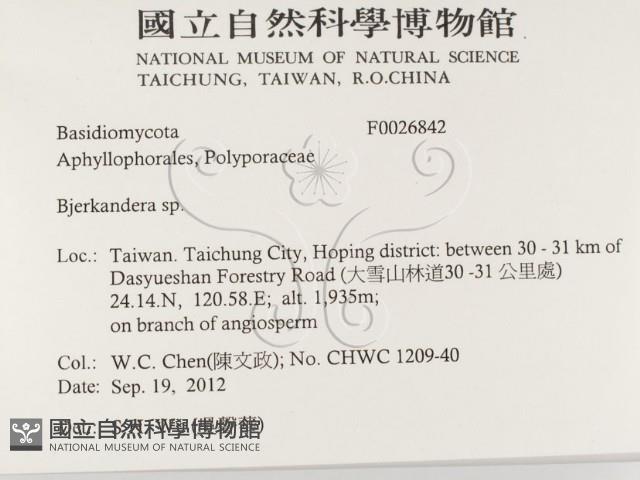 國立自然科學博物館
NATIONAL MUSEUM OF NATURAL SCIENCE
TAICHUNG, TAIWAN, R.O.CHINA
Basidiomycota F0026842
Aphyllophorales, Polyporaceae
Bjerkandera sp.
Loc.: Taiwan. Taichung City, Hoping district: between 30 - 31 km of
Dasyueshan Forestry Road (大雪山林道30 -31 公里處)
24.14.N, 120.58.E; alt. 1,935m;
on branch of angiosperm
Col.: W.C. Chen(陳文政); No. CHWC 1209-40
Date: Sep. 19, 2012
國立自然科學博物館
NATIONAL MUSEUM OF NATURAL SCIENCE